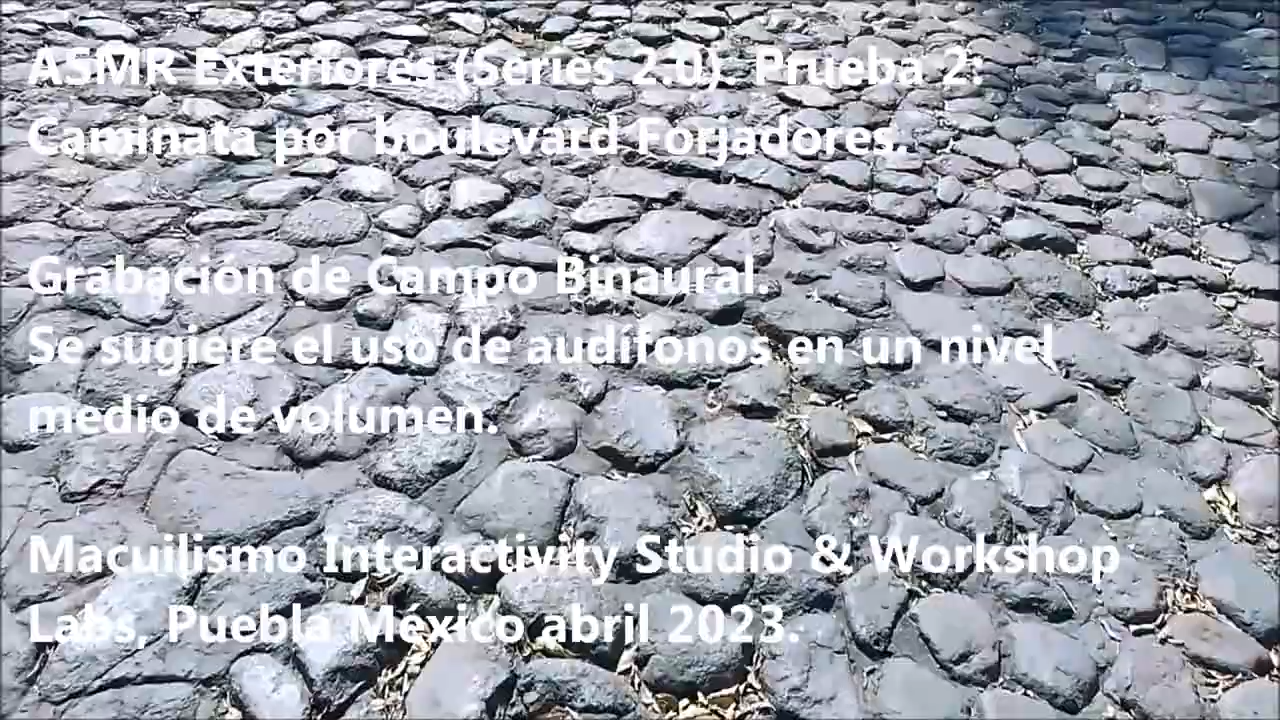 ASMR Exteriores (Series 2.0). Prueba 2:
Caminata por boulevard Forjadores.
Grabación de Campo Binaural.
Se sugiere el uso de audífonos en un nivel
medio de volumen.
Macuilismo Interactivity Studio & Workshop
Labs, Puebla México abril 2023.